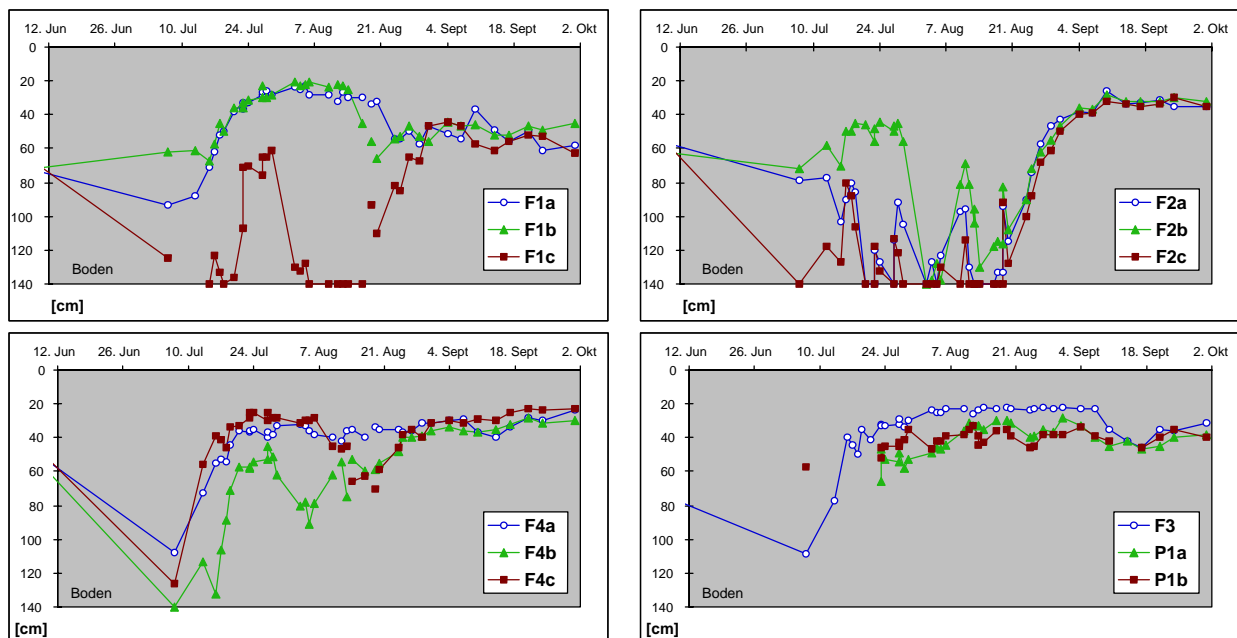 12. Jun 26. Jun 10. Jul 24. Jul 7. Aug 21. Aug 4. Sept 18. Sept 2. Okt
0
20
40
60
80
100
120
140
F1a
F1b
F1c
Boden
[cm]
12. Jun 26. Jun 10. Jul 24. Jul 7. Aug 21. Aug 4. Sept 18. Sept 2. Okt
0
20
40
60
80
100
120
140
F2a
F2b
F2c
Boden
[cm]
12. Jun 26. Jun 10. Jul 24. Jul 7. Aug 21. Aug 4. Sept 18. Sept 2. Okt
0
20
40
60
80
100
120
140
F4a
F4b
F4c
Boden
[cm]
12. Jun 26. Jun 10. Jul 24. Jul 7. Aug 21. Aug 4. Sept 18. Sept 2. Okt
0
20
40
60
80
100
120
140
F3
P1a
P1b
Boden
[cm]